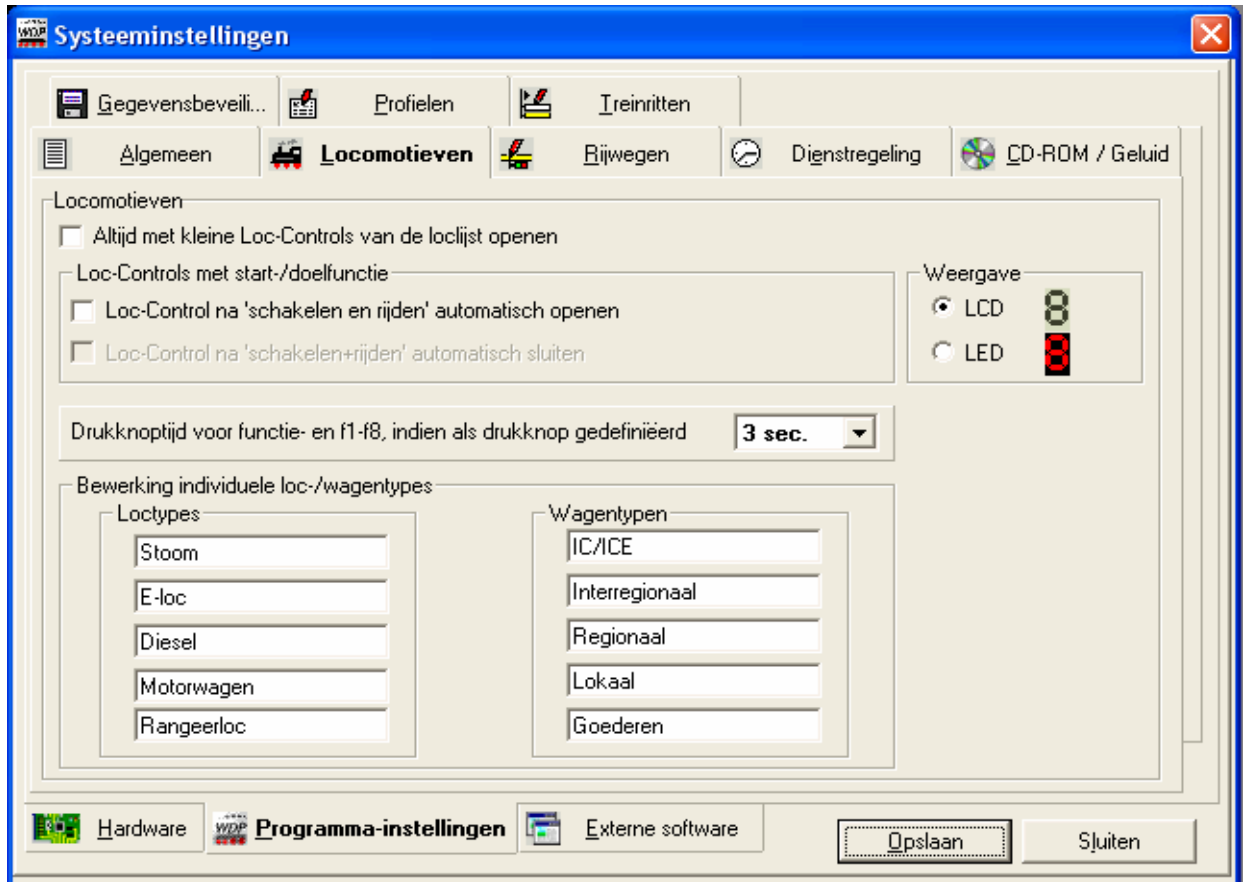 Systeeminstellingen
Gegevensbeveili... Profielen Treinritten
Algemeen Locomotieven Rijwegen Dienstregeling CD-ROM / Geluid
Locomotieven
Altijd met kleine Loc-Controls van de loclijst openen
Loc-Controls met start-/doelfunctie
Loc-Control na 'schakelen en rijden' automatisch openen
Loc-Control na 'schakelen+rijden' automatisch sluiten
Weergave
LCD 8
LED 8
Drukknoptijd voor functie- en f1-f8, indien als drukknop gedefiniëerd 3 sec.
Bewerking individuele loc-/wagentypes
Loctypes
Stoom
E-loc
Diesel
Motorwagen
Rangeerloc
Wagentypen
IC/ICE
Interregionaal
Regionaal
Lokaal
Goederen
Hardware WDP Programma-instellingen Externe software
Opslaan Sluiten